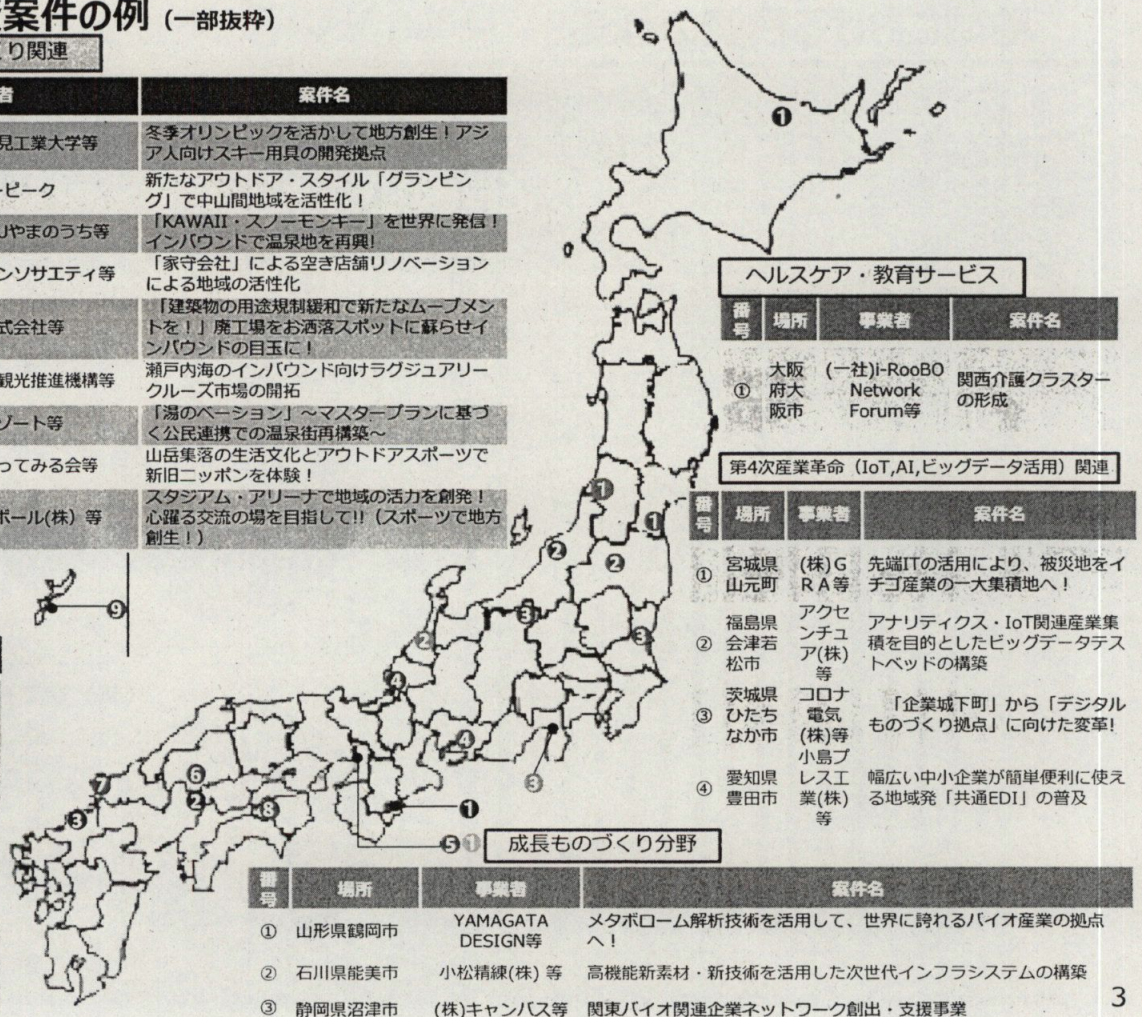 案件の例（一部抜粋）
り関連
者
案件名
見工業大学等
冬季オリンピックを活かして地方創生！アジ
ア人向けスキー用具の開発拠点
ーピーク
新たなアウトドア・スタイル「グランピン
グ」で中山間地域を活性化！
Uやまのうち等
「KAWAII・スノーモンキー」を世界に発信！
インバウンドで温泉地を再興!
ンソサエティ等
「家守会社」による空き店舗リノベーション
による地域の活性化
式会社等
「建築物の用途規制緩和で新たなムーブメン
トを！」廃工場をお洒落スポットに蘇らせイ
ンバウンドの目玉に！
観光推進機構等
瀬戸内海のインバウンド向けラグジュアリー
クルーズ市場の開拓
ゾート等
「湯のベーション」～マスタープランに基づ
く公民連携での温泉街再構築～
ってみる会等
山岳集落の生活文化とアウトドアスポーツで
新旧ニッポンを体験！
ボール(株）等
スタジアム・アリーナで地域の活力を創発！
心躍る交流の場を目指して!!（スポーツで地方
創生！）
❶
①
①
❷
②
③
③
②
④
④
③
⑥
❷
⑧
⑦
③
❶
❺①
⑨
ヘルスケア・教育サービス
番号
場所
事業者
案件名
①
大阪
府大
阪市
(一社)i-RooBO
Network
Forum等
関西介護クラスター
の形成
第4次産業革命（IoT,AI,ビッグデータ活用）関連
番号
場所
事業者
案件名
①
宮城県
山元町
(株)G
RA等
先端ITの活用により、被災地をイ
チゴ産業の一大集積地へ！
②
福島県
会津若
松市
アクセ
ンチュ
ア(株)
等
アナリティクス・IoT関連産業集
積を目的としたビッグデータテス
トベッドの構築
③
茨城県
ひたち
なか市
コロナ
電気
(株)等
「企業城下町」から「デジタル
ものづくり拠点」に向けた変革!
④
愛知県
豊田市
小島プ
レス工
業(株)
等
幅広い中小企業が簡単便利に使え
る地域発「共通EDI」の普及
成長ものづくり分野
番号
場所
事業者
案件名
①
山形県鶴岡市
YAMAGATA
DESIGN等
メタボローム解析技術を活用して、世界に誇れるバイオ産業の拠点
へ！
②
石川県能美市
小松精練(株) 等
高機能新素材・新技術を活用した次世代インフラシステムの構築
③
静岡県沼津市
(株)キャンバス等
関東バイオ関連企業ネットワーク創出・支援事業
3